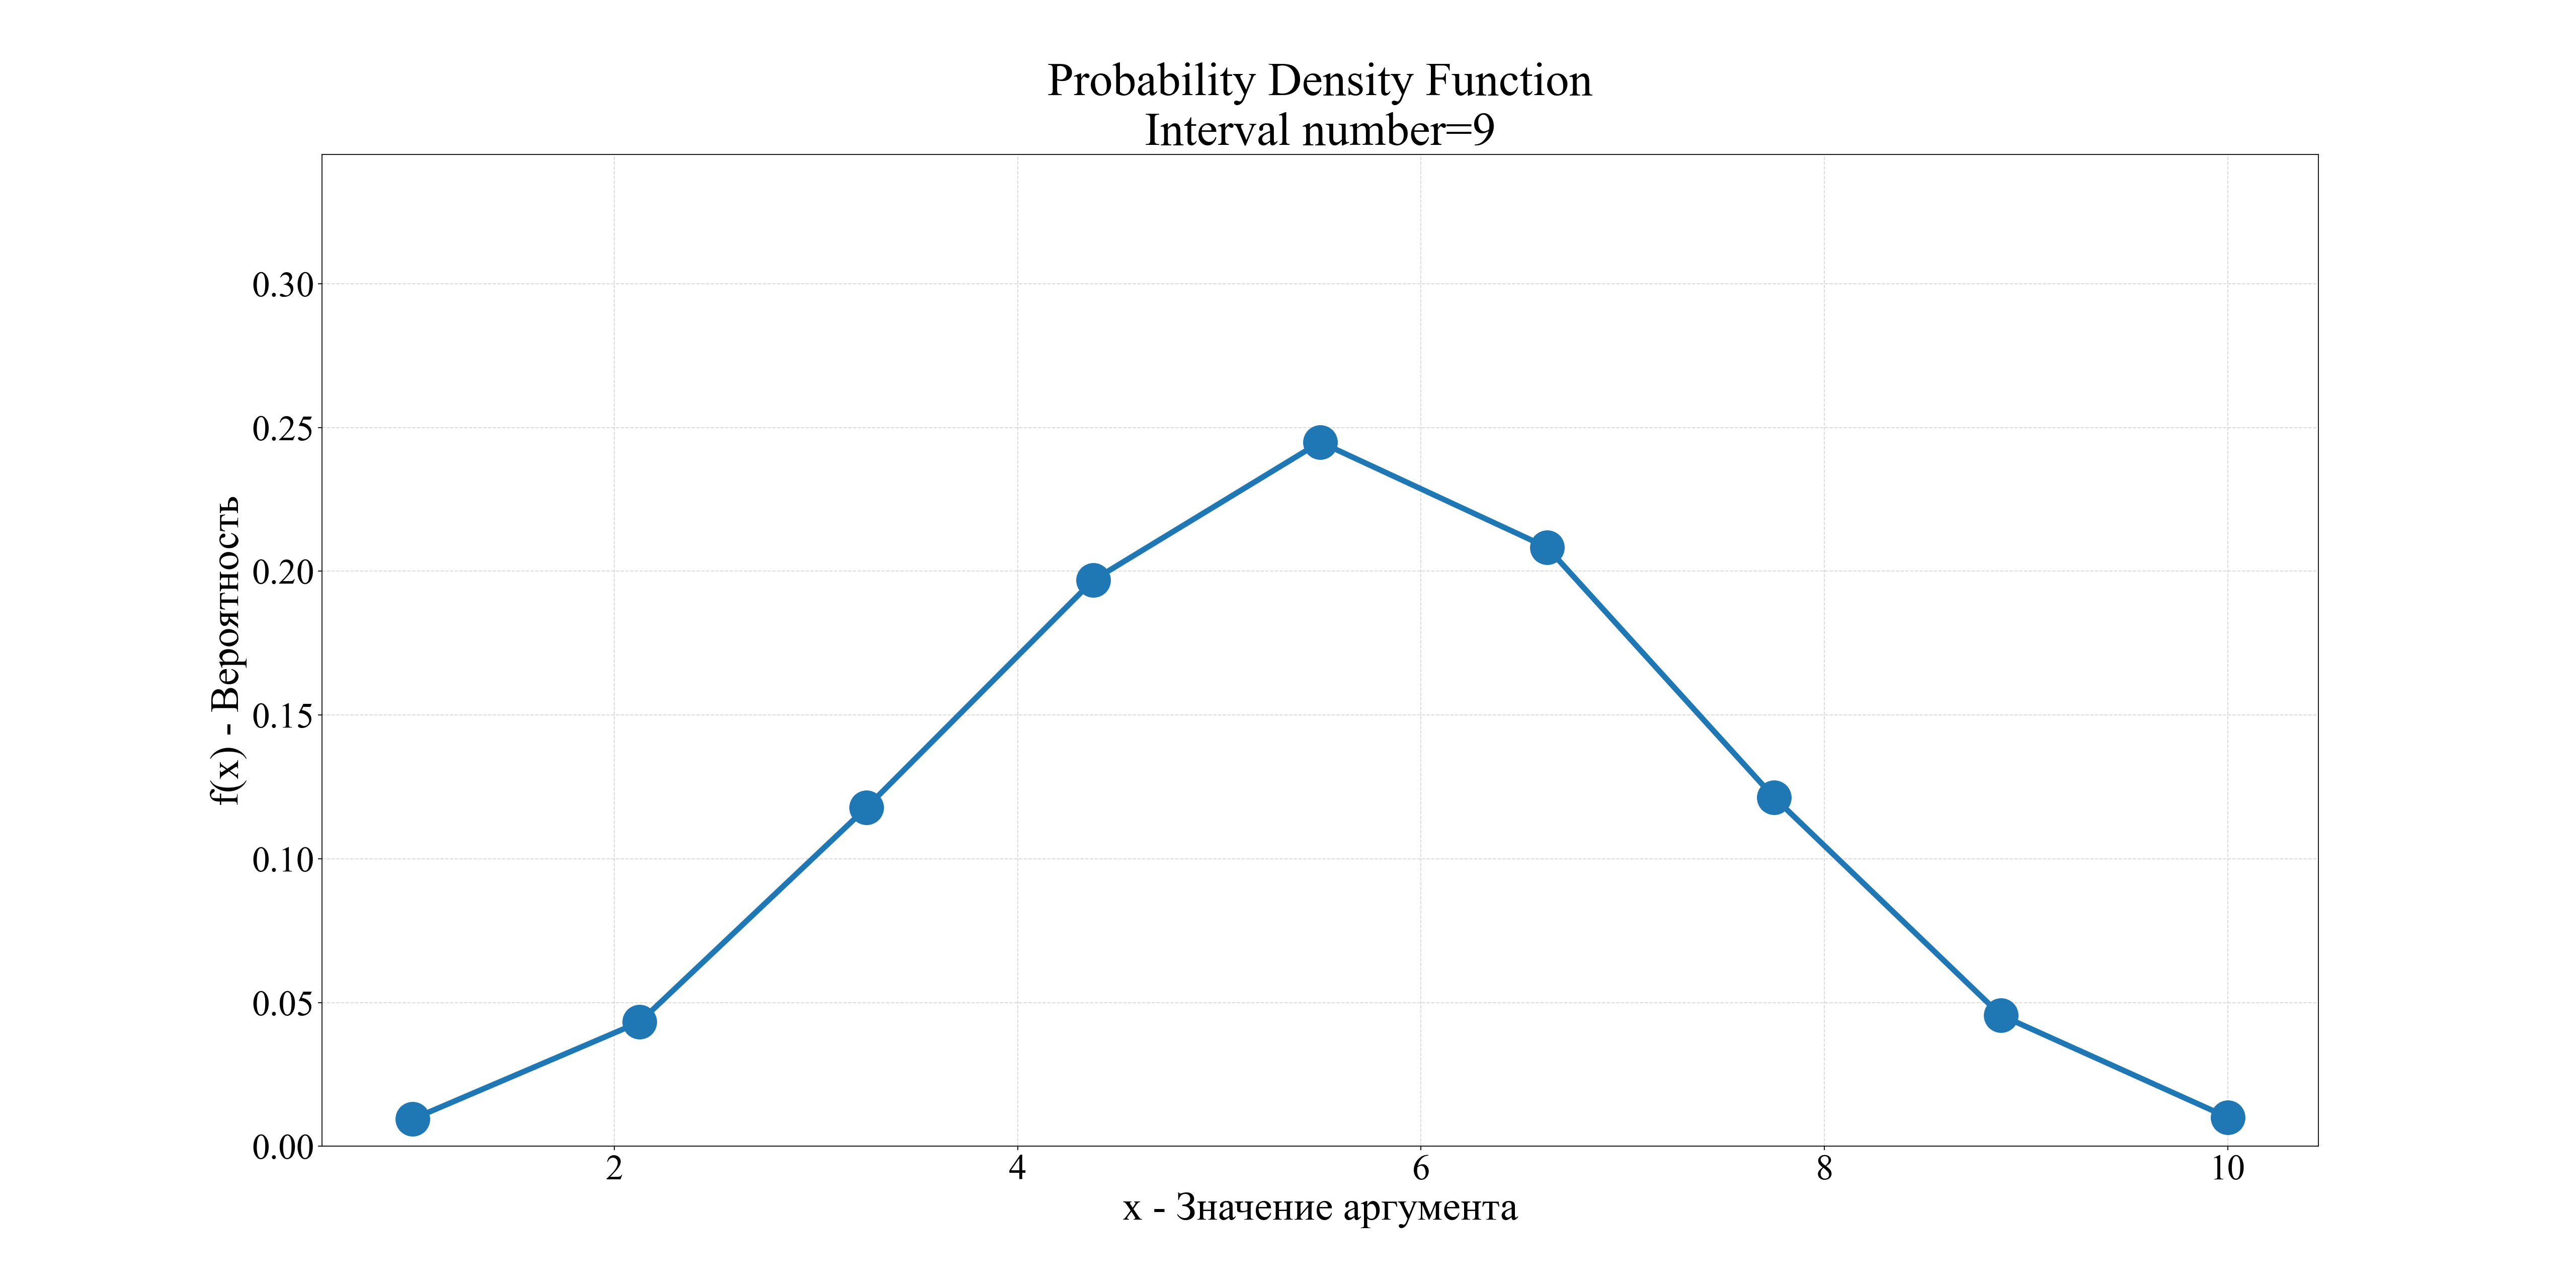 Probability Density Function
Interval number=9
f(x) - Вероятность
0.30
0.25
0.20
0.15
0.10
0.05
0.00
2 4 6 8 10
x - Значение аргумента